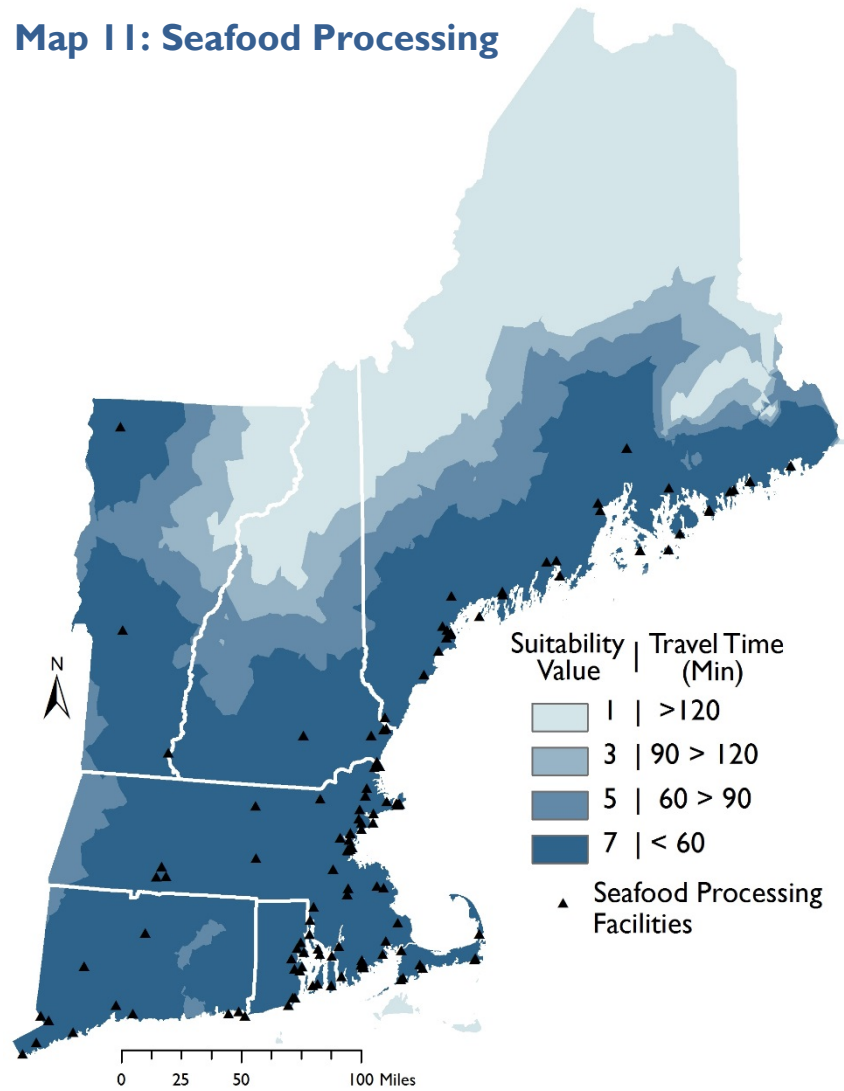 Map 11: Seafood Processing
N
Suitability | Travel Time
Value (Min)
1 | >120
3 | 90 > 120
5 | 60 > 90
7 | < 60
Seafood Processing
Facilities
0 25 50 100 Miles